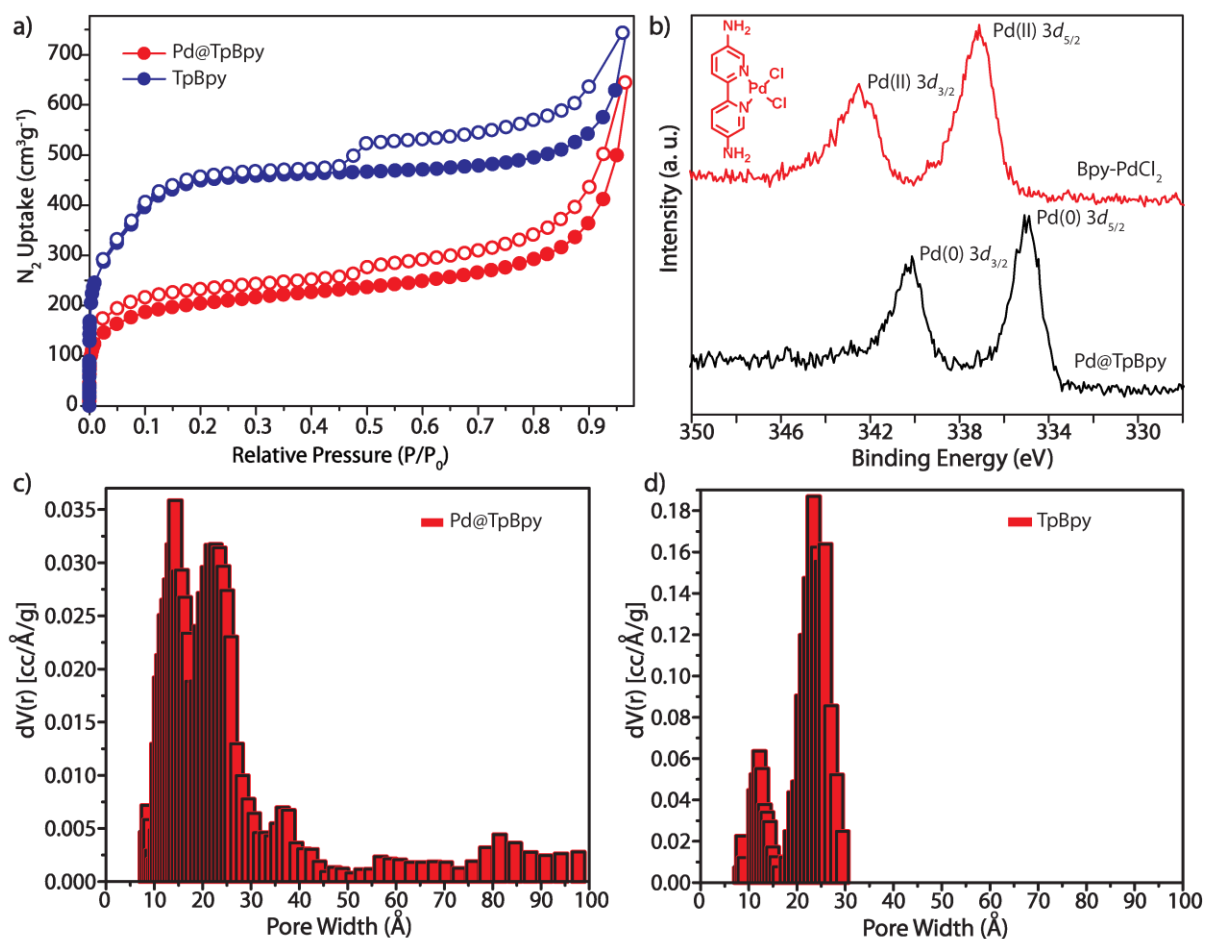 a)
Pd@TpBpy
TpBpy
N₂ Uptake (cm³g⁻¹)
700
600
500
400
300
200
100
0
0.0 0.1 0.2 0.3 0.4 0.5 0.6 0.7 0.8 0.9
Relative Pressure (P/P₀)
b)
NH₂
N
Cl
Pd
N
Cl
NH₂
Pd(II) 3d₃/₂
Pd(II) 3d₅/₂
Bpy-PdCl₂
Pd(0) 3d₃/₂
Pd(0) 3d₅/₂
Pd@TpBpy
Intensity (a. u.)
350 346 342 338 334 330
Binding Energy (eV)
c)
Pd@TpBpy
dV(r) [cc/Å/g]
0.035
0.030
0.025
0.020
0.015
0.010
0.005
0.000
0 10 20 30 40 50 60 70 80 90 100
Pore Width (Å)
d)
TpBpy
dV(r) [cc/Å/g]
0.18
0.16
0.14
0.12
0.10
0.08
0.06
0.04
0.02
0.00
0 10 20 30 40 50 60 70 80 90 100
Pore Width (Å)